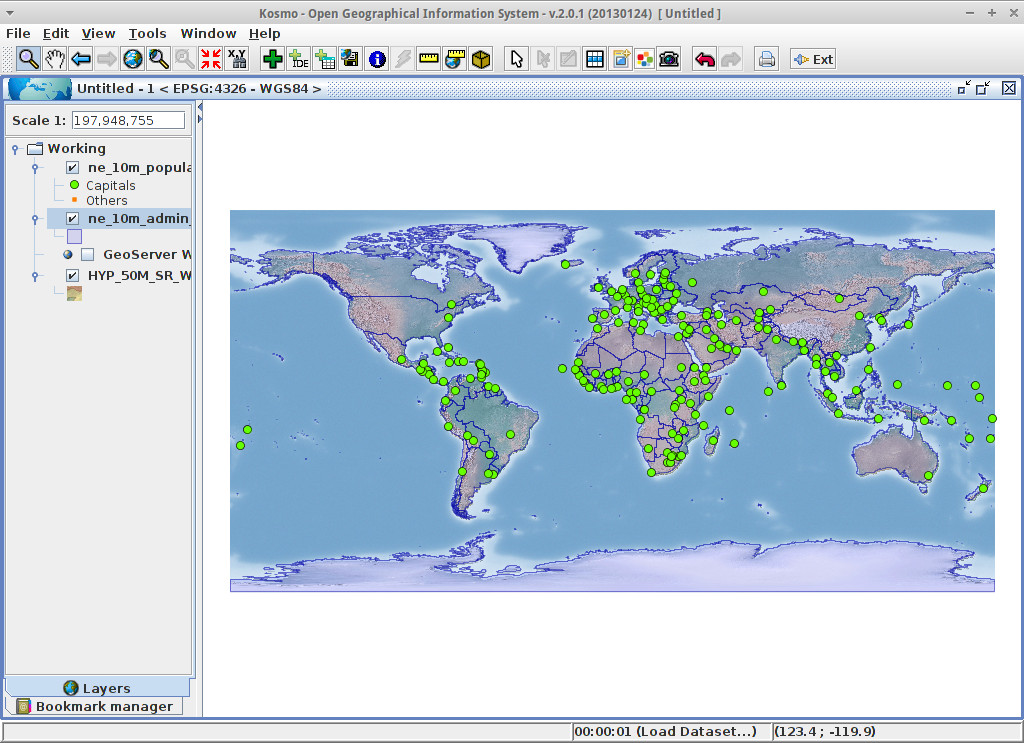 Kosmo - Open Geographical Information System - v.2.0.1 (20130124)  [ Untitled ]
File Edit View Tools Window Help
X,Y IDE Ext
Untitled - 1 < EPSG:4326 - WGS84 >
Scale 1: 197,948,755
Working
ne_10m_popula
Capitals
Others
ne_10m_admin_
GeoServer W
HYP_50M_SR_W
Layers
Bookmark manager
00:00:01 (Load Dataset...) (123.4 ; -119.9)